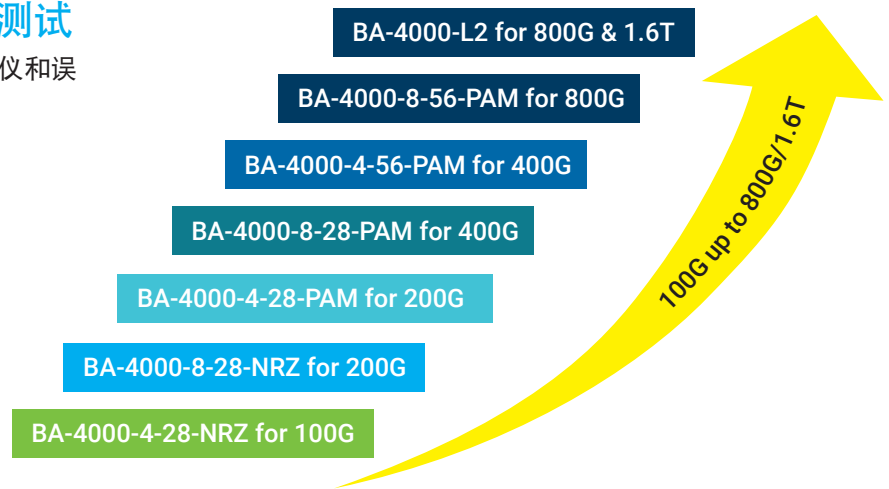 测试
仪和误
BA-4000-L2 for 800G & 1.6T
BA-4000-8-56-PAM for 800G
BA-4000-4-56-PAM for 400G
BA-4000-8-28-PAM for 400G
BA-4000-4-28-PAM for 200G
BA-4000-8-28-NRZ for 200G
BA-4000-4-28-NRZ for 100G
100G up to 800G/1.6T